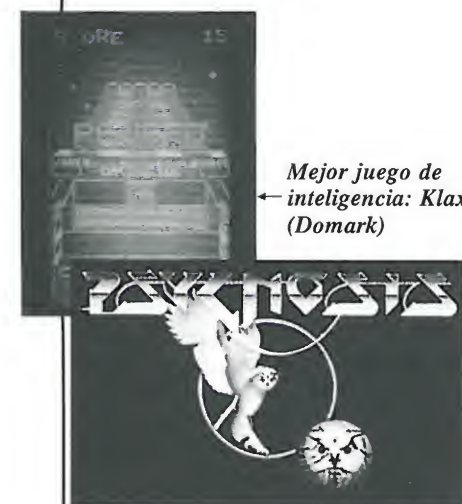 SCORE 15
Mejor juego de
inteligencia: Klax
(Domark)
PSYGNOSIS